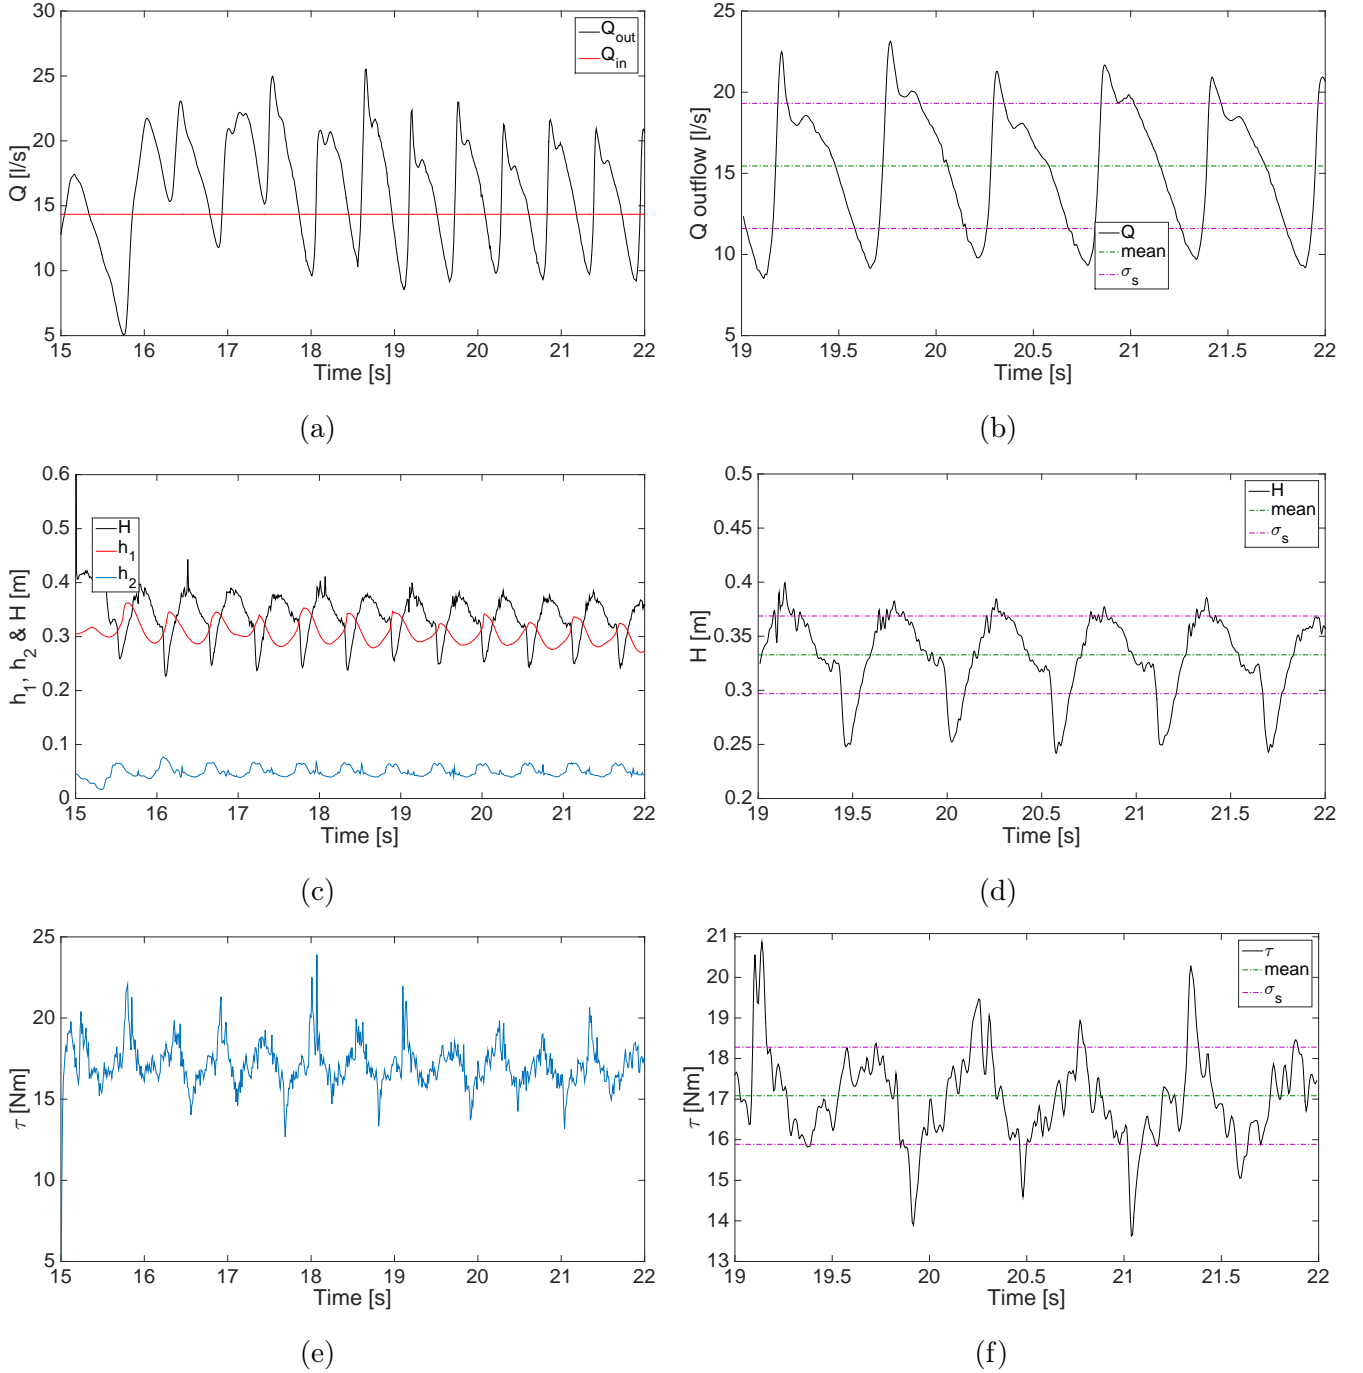 30
25
20
15
10
5
15 16 17 18 19 20 21 22
Q [l/s]
Time [s]
Q_out
Q_in
(a)
25
20
15
10
5
19 19.5 20 20.5 21 21.5 22
Q outflow [l/s]
Time [s]
Q
mean
σ_s
(b)
0.6
0.5
0.4
0.3
0.2
0.1
0
15 16 17 18 19 20 21 22
h_1, h_2 & H [m]
Time [s]
H
h_1
h_2
(c)
0.5
0.45
0.4
0.35
0.3
0.25
0.2
19 19.5 20 20.5 21 21.5 22
H [m]
Time [s]
H
mean
σ_s
(d)
25
20
15
10
5
15 16 17 18 19 20 21 22
τ [Nm]
Time [s]
(e)
21
20
19
18
17
16
15
14
13
19 19.5 20 20.5 21 21.5 22
τ [Nm]
Time [s]
τ
mean
σ_s
(f)